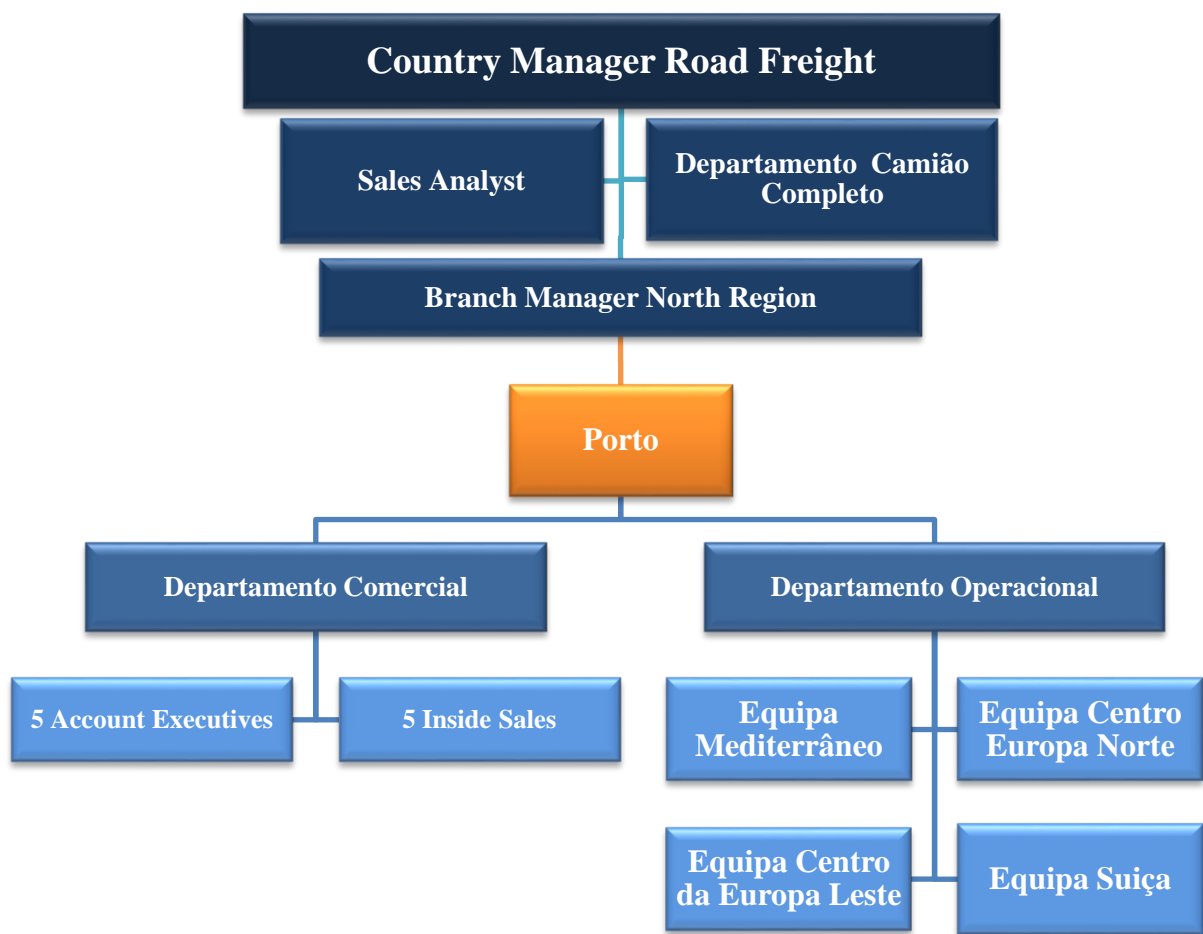 Country Manager Road Freight
Sales Analyst
Departamento Camião
Completo
Branch Manager North Region
Porto
Departamento Comercial
Departamento Operacional
5 Account Executives
5 Inside Sales
Equipa
Mediterrâneo
Equipa Centro
Europa Norte
Equipa Centro
da Europa Leste
Equipa Suiça